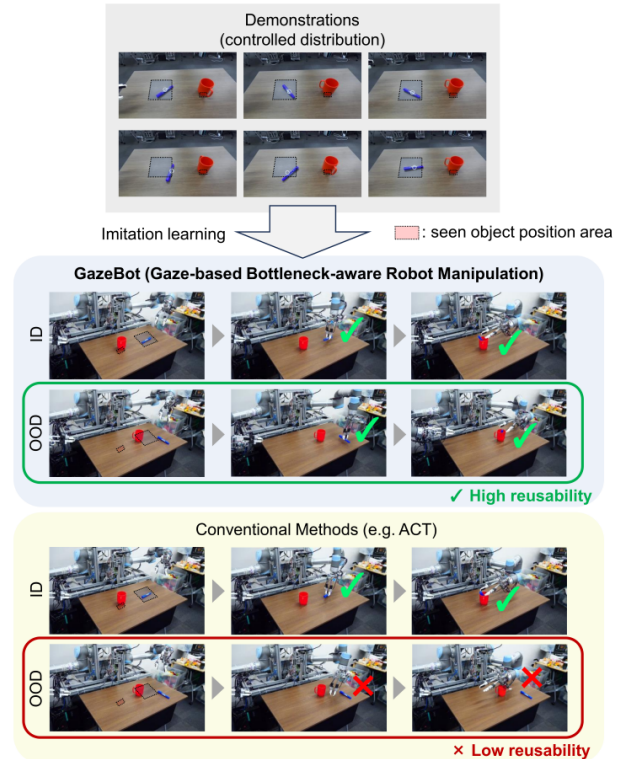 Demonstrations
(controlled distribution)
Imitation learning
: seen object position area
GazeBot (Gaze-based Bottleneck-aware Robot Manipulation)
ID
OOD
✓ High reusability
Conventional Methods (e.g. ACT)
ID
OOD
× Low reusability